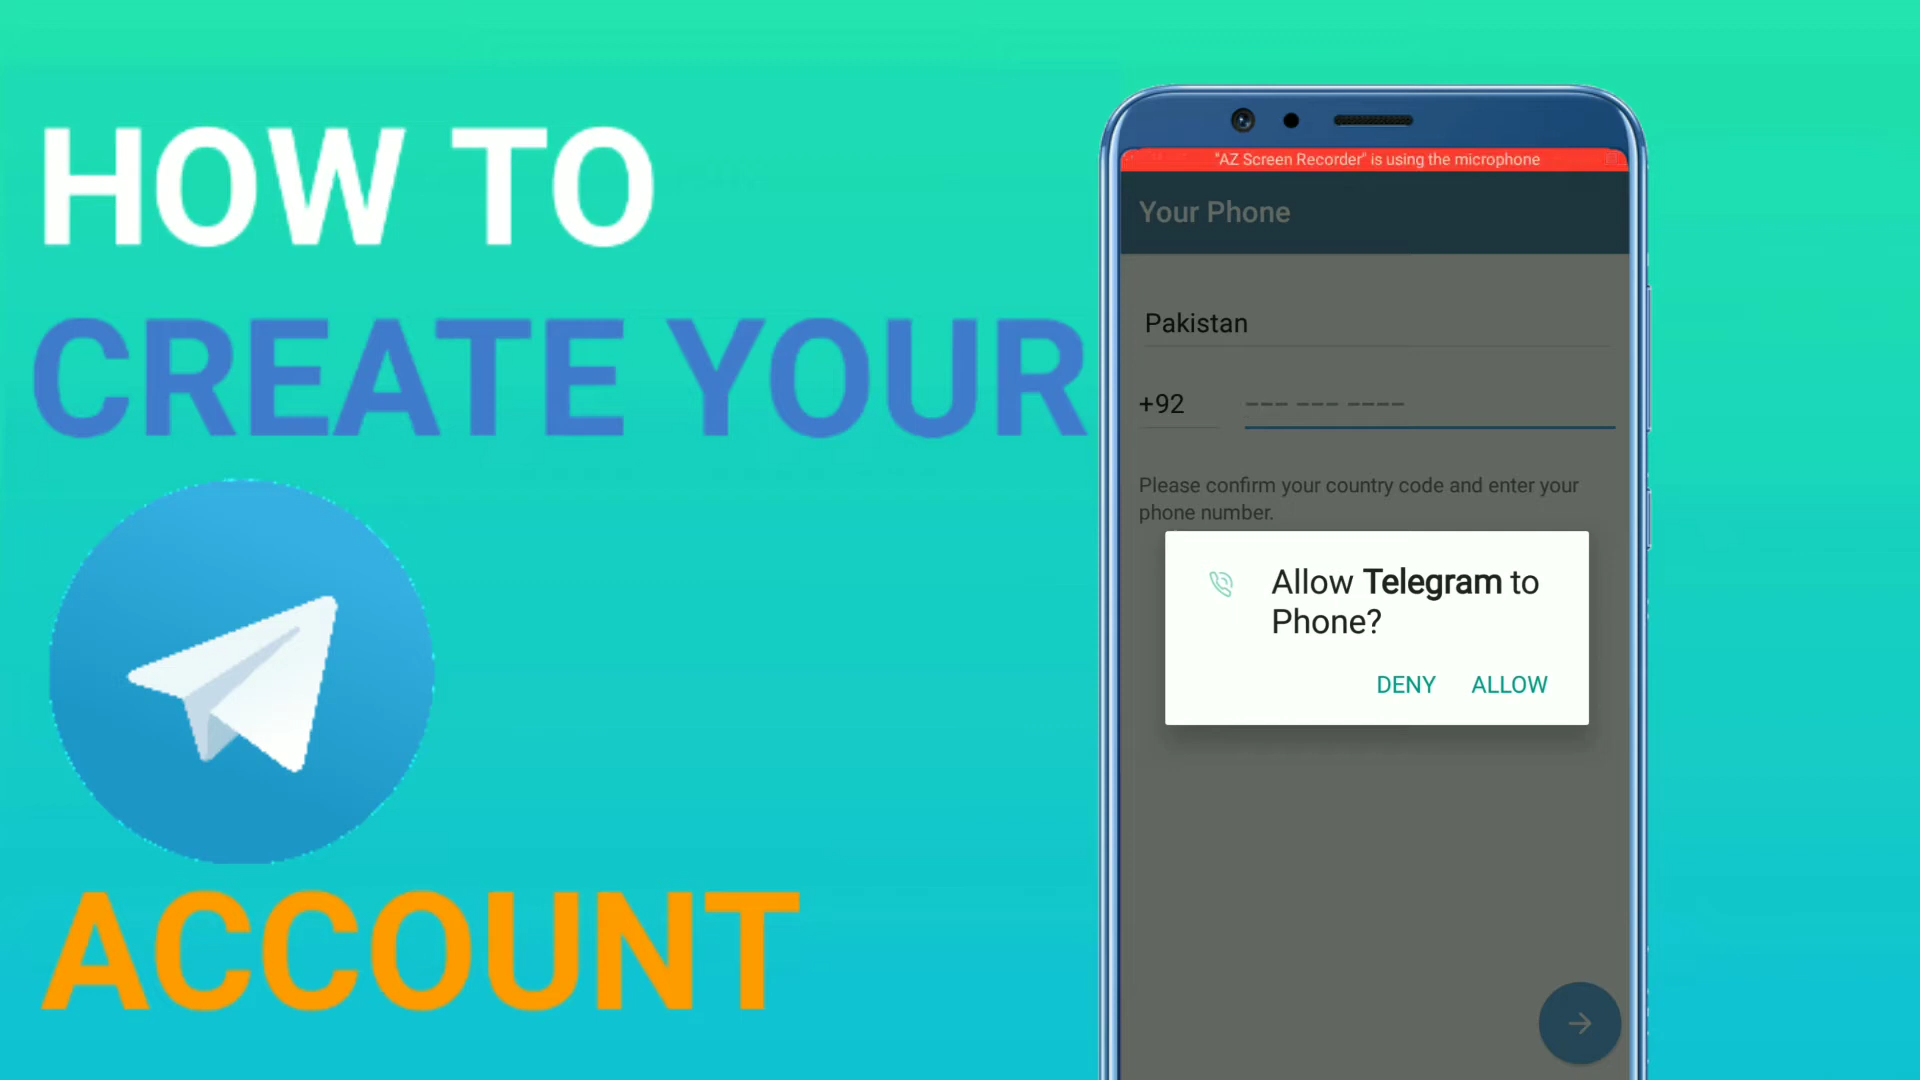 HOW TO
CREATE YOUR
ACCOUNT
"AZ Screen Recorder" is using the microphone
Your Phone
Pakistan
+92 --- --- ----
Please confirm your country code and enter your
phone number.
Allow Telegram to
Phone?
DENY ALLOW